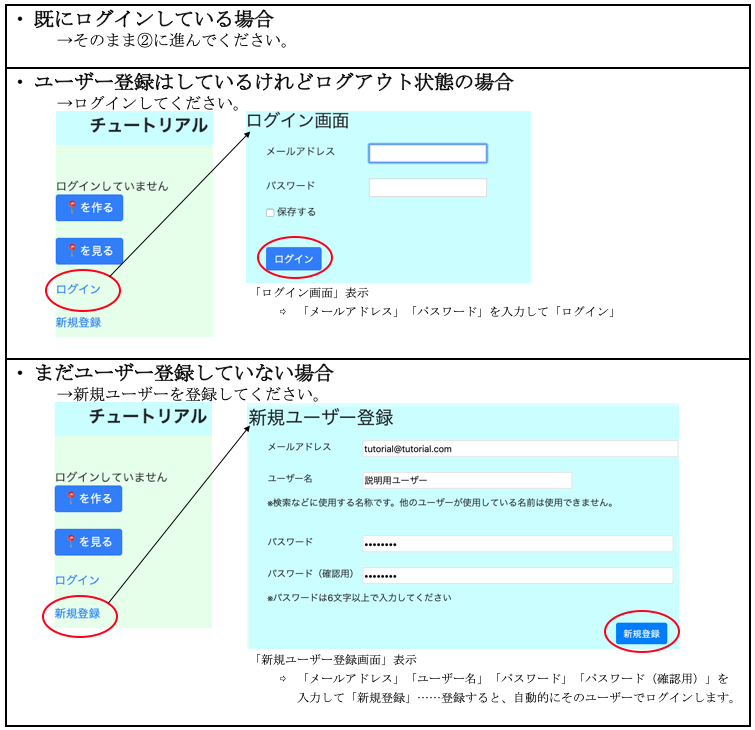 ・ 既にログインしている場合
→そのまま②に進んでください。
・ ユーザー登録はしているけれどログアウト状態の場合
→ログインしてください。
チュートリアル
ログインしていません
📍を作る
📍を見る
ログイン
新規登録
ログイン画面
メールアドレス
パスワード
保存する
ログイン
「ログイン画面」表示
⇨ 「メールアドレス」「パスワード」を入力して「ログイン」
・ まだユーザー登録していない場合
→新規ユーザーを登録してください。
チュートリアル
ログインしていません
📍を作る
📍を見る
ログイン
新規登録
新規ユーザー登録
メールアドレス tutorial@tutorial.com
ユーザー名 説明用ユーザー
※検索などに使用する名称です。他のユーザーが使用している名前は使用できません。
パスワード ••••••••
パスワード（確認用） ••••••••
※パスワードは6文字以上で入力してください
新規登録
「新規ユーザー登録画面」表示
⇨ 「メールアドレス」「ユーザー名」「パスワード」「パスワード（確認用）」を
入力して「新規登録」……登録すると、自動的にそのユーザーでログインします。